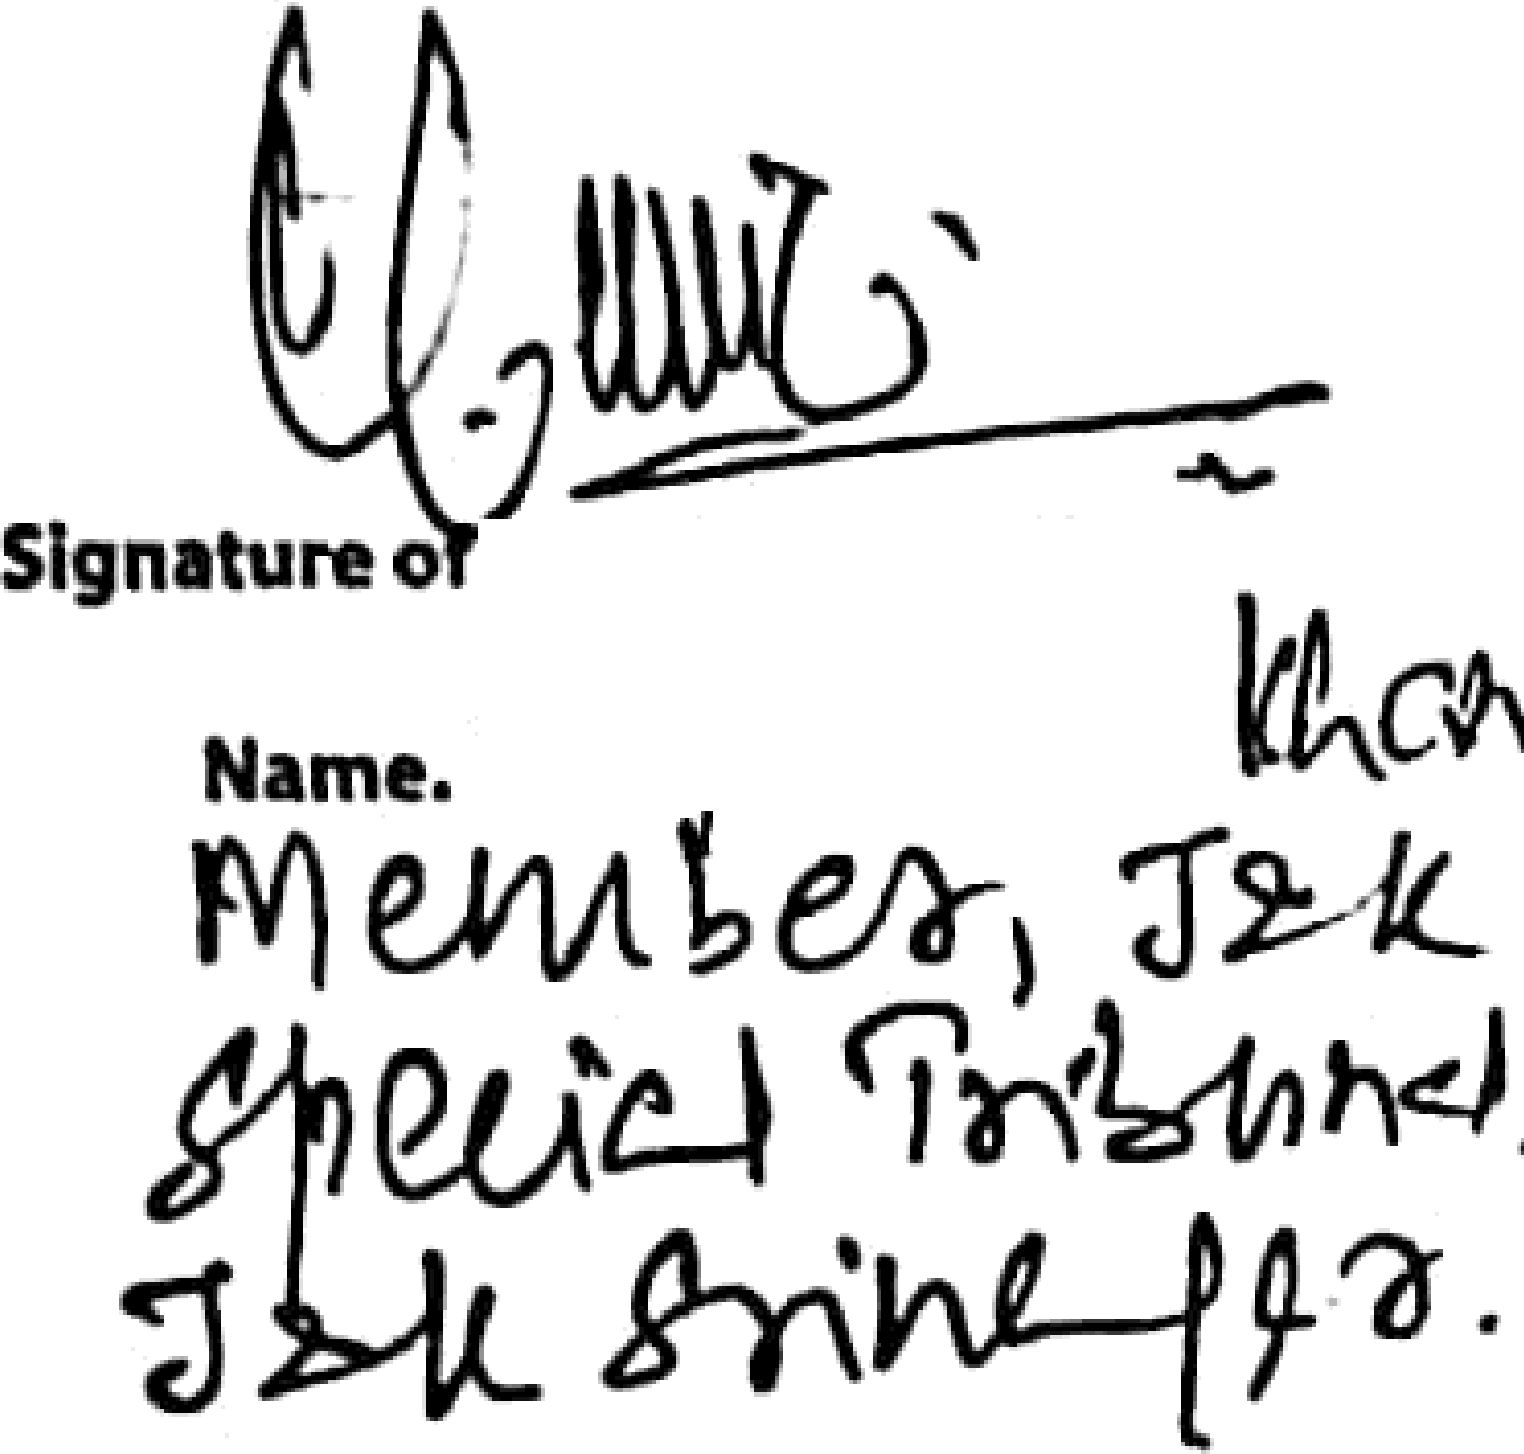 Signature of
Khan
Name.
Member, J&K
Special Tribunal.
J&K Srinagar.